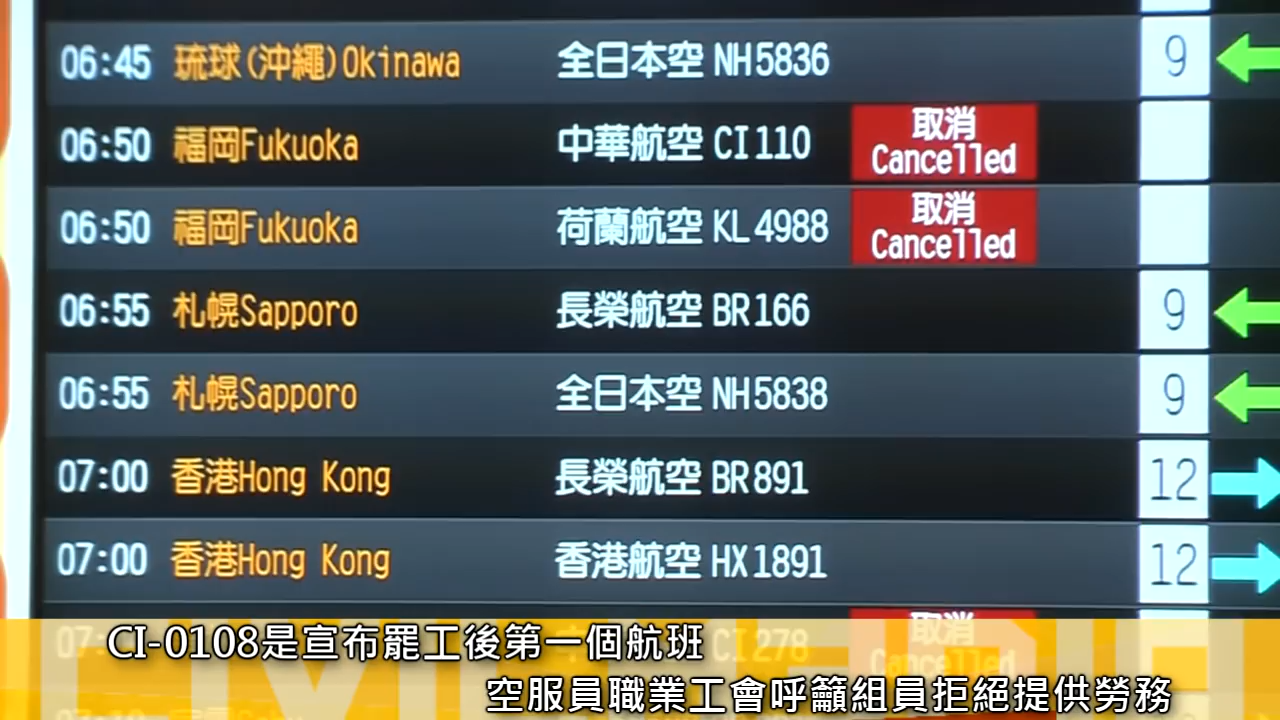 06:45 琉球(沖繩)Okinawa 全日本空 NH5836 9
06:50 福岡Fukuoka 中華航空 CI110 取消 Cancelled
06:50 福岡Fukuoka 荷蘭航空 KL4988 取消 Cancelled
06:55 札幌Sapporo 長榮航空 BR166 9
06:55 札幌Sapporo 全日本空 NH5838 9
07:00 香港Hong Kong 長榮航空 BR891 12
07:00 香港Hong Kong 香港航空 HX1891 12
07: CI278 取消 Cancelled
CI-0108是宣布罷工後第一個航班
空服員職業工會呼籲組員拒絕提供勞務